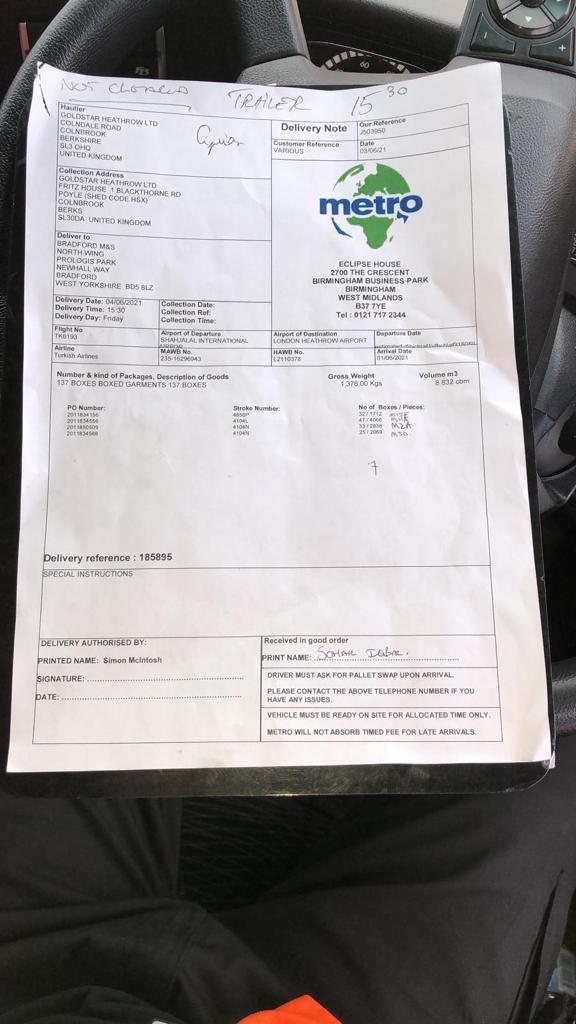 NOT CHECKED
TRAILER 15 30
Haulier
GOLDSTAR HEATHROW LTD
COLNDALE ROAD
COLNBROOK
BERKSHIRE
SL3 OHQ
UNITED KINGDOM
Delivery Note
Our Reference
J503950
Customer Reference
VARIOUS
Date
03/06/21
Collection Address
GOLDSTAR HEATHROW LTD
FRITZ HOUSE 1 BLACKTHORNE RD
POYLE (SHED CODE HSX)
COLNBROOK
BERKS
SL30DA UNITED KINGDOM
metro
Deliver to
BRADFORD M&S
NORTH WING
PROLOGIS PARK
NEWHALL WAY
BRADFORD
WEST YORKSHIRE BD5 8LZ
ECLIPSE HOUSE
2700 THE CRESCENT
BIRMINGHAM BUSINESS PARK
BIRMINGHAM
WEST MIDLANDS
B37 7YE
Tel : 0121 717 2344
Delivery Date: 04/06/2021
Delivery Time: 15:30
Delivery Day: Friday
Collection Date:
Collection Ref:
Collection Time:
Flight No
TK6193
Airport of Departure
SHAHJALAL INTERNATIONAL
AIRPOR
Airport of Destination
LONDON HEATHROW AIRPORT
Departure Date
Airline
Turkish Airlines
MAWB No.
235-16296943
HAWB No.
L2110378
Arrival Date
01/06/2021
Number & kind of Packages, Description of Goods
137 BOXES BOXED GARMENTS 137 BOXES
Gross Weight
1,376.00 Kgs
Volume m3
8.832 cbm
PO Number: Stroke Number: No of Boxes / Pieces:
2011834156 4856P 32 / 1712
2011834556 4104L 47 / 4066
2011850509 4104N 33 / 2838
2011834568 4104N 25 / 2069
7
Delivery reference : 185895
SPECIAL INSTRUCTIONS
DELIVERY AUTHORISED BY:
PRINTED NAME: Simon McIntosh
SIGNATURE:
DATE:
Received in good order
PRINT NAME: SOHAIL
DRIVER MUST ASK FOR PALLET SWAP UPON ARRIVAL.
PLEASE CONTACT THE ABOVE TELEPHONE NUMBER IF YOU
HAVE ANY ISSUES.
VEHICLE MUST BE READY ON SITE FOR ALLOCATED TIME ONLY.
METRO WILL NOT ABSORB TIMED FEE FOR LATE ARRIVALS.